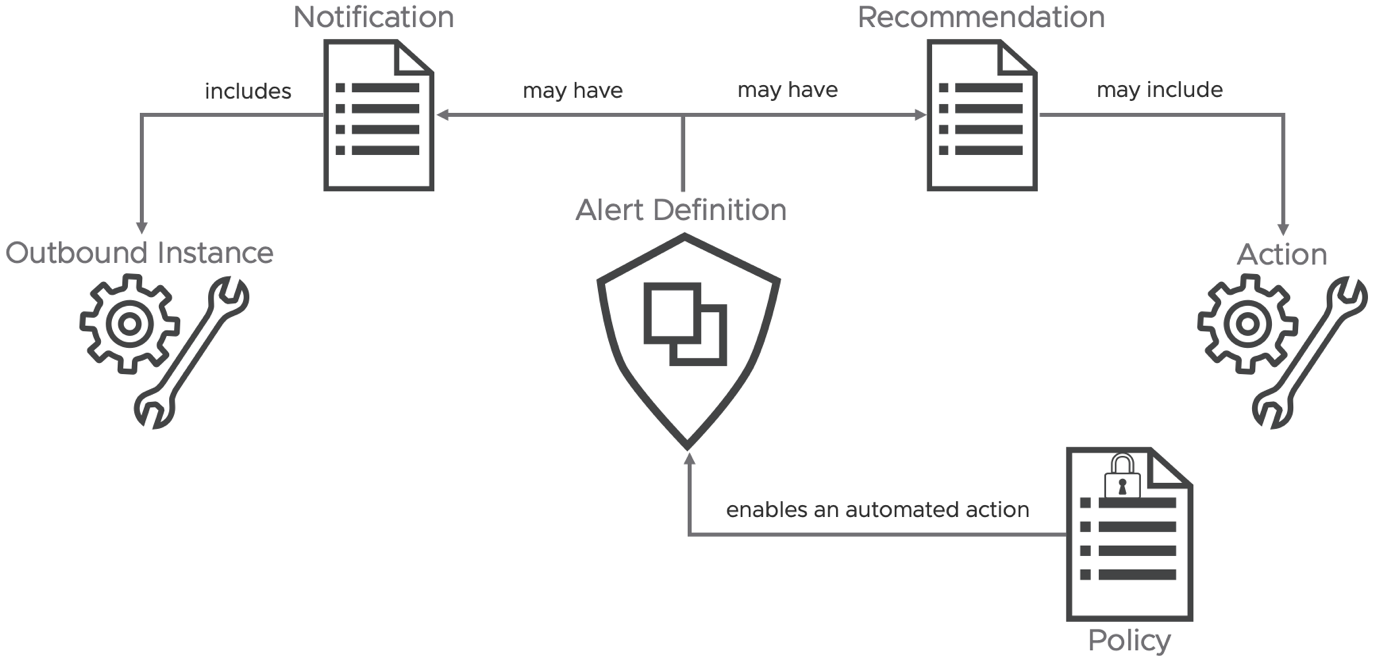 Notification
Recommendation
includes
may have
may have
may include
Alert Definition
Outbound Instance
Action
enables an automated action
Policy